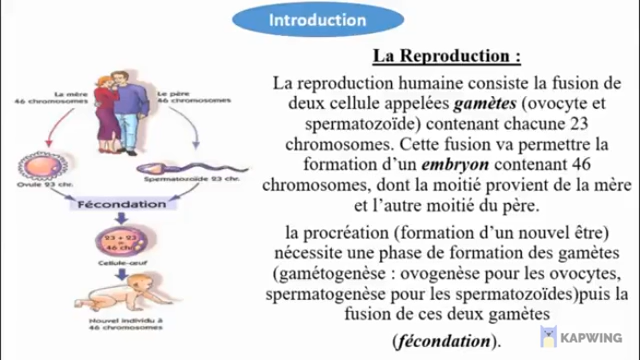 Introduction
La Reproduction :
La reproduction humaine consiste la fusion de
deux cellule appelées gamètes (ovocyte et
spermatozoïde) contenant chacune 23
chromosomes. Cette fusion va permettre la
formation d'un embryon contenant 46
chromosomes, dont la moitié provient de la mère
et l'autre moitié du père.
la procréation (formation d'un nouvel être)
nécessite une phase de formation des gamètes
(gamétogenèse : ovogenèse pour les ovocytes,
spermatogenèse pour les spermatozoïdes)puis la
fusion de ces deux gamètes
(fécondation).
La mère
46 chromosomes
Le père
46 chromosomes
Ovule 23 chr.
Spermatozoïde 23 chr.
Fécondation
23 + 23
=
46 chr.
Cellule-œuf
Nouvel individu à
46 chromosomes
KAPWING